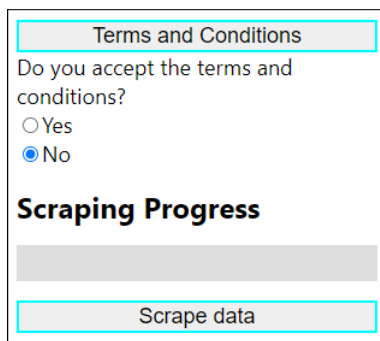 Terms and Conditions
Do you accept the terms and
conditions?
Yes
No
Scraping Progress
Scrape data